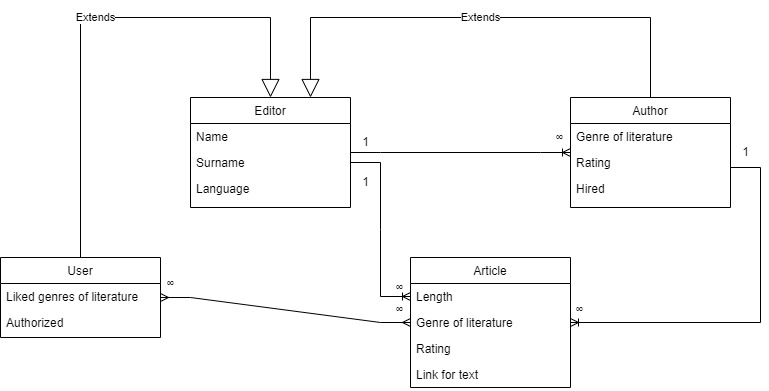 Extends
Extends
Editor
Name
Surname
Language
Author
Genre of literature
Rating
Hired
1
∞
1
1
User
Liked genres of literature
Authorized
∞
Article
Length
Genre of literature
Rating
Link for text
∞
∞
∞